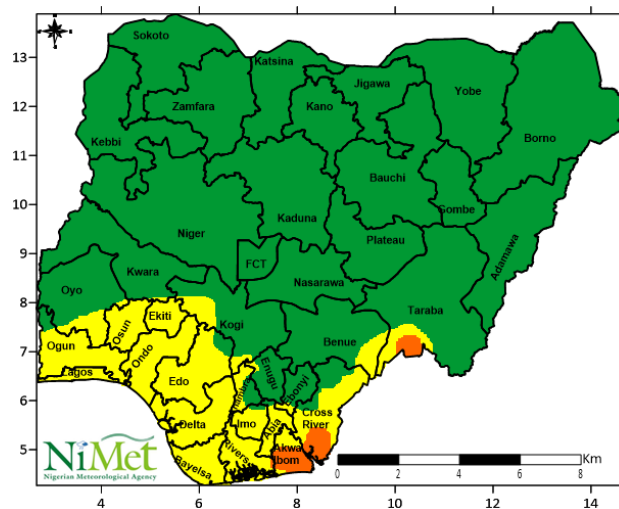 Sokoto
13
Katsina
Jigawa
Yobe
12
Zamfara
Kano
Borno
11
Kebbi
Bauchi
10
Gombe
Kaduna
Niger
Plateau
9
FCT
Adamawa
Kwara
Nasarawa
Oyo
8
Taraba
Ekiti
Kogi
Osun
Benue
7
Ogun
Ondo
Enugu
Lagos
Edo
Ebonyi
6
Cross
River
Delta
Imo
Abia
5
Akwa
Ibom
Rivers
Bayelsa
NiMet
Nigerian Meteorological Agency
Km
0 2 4 6 8
4 6 8 10 12 14